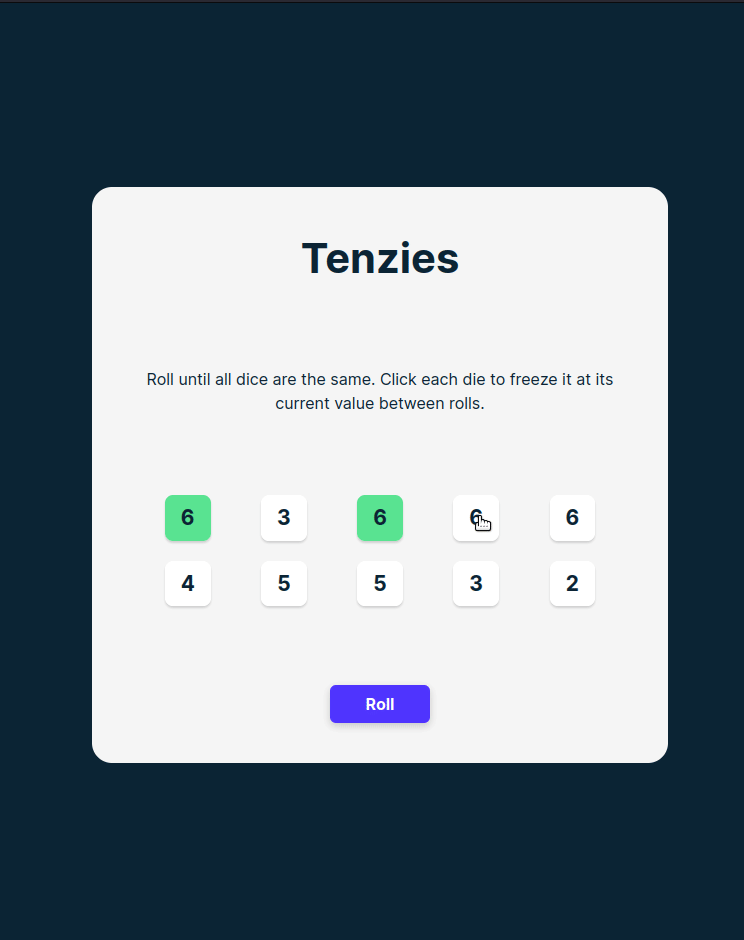 Tenzies
Roll until all dice are the same. Click each die to freeze it at its
current value between rolls.
6 3 6 6 6
4 5 5 3 2
Roll